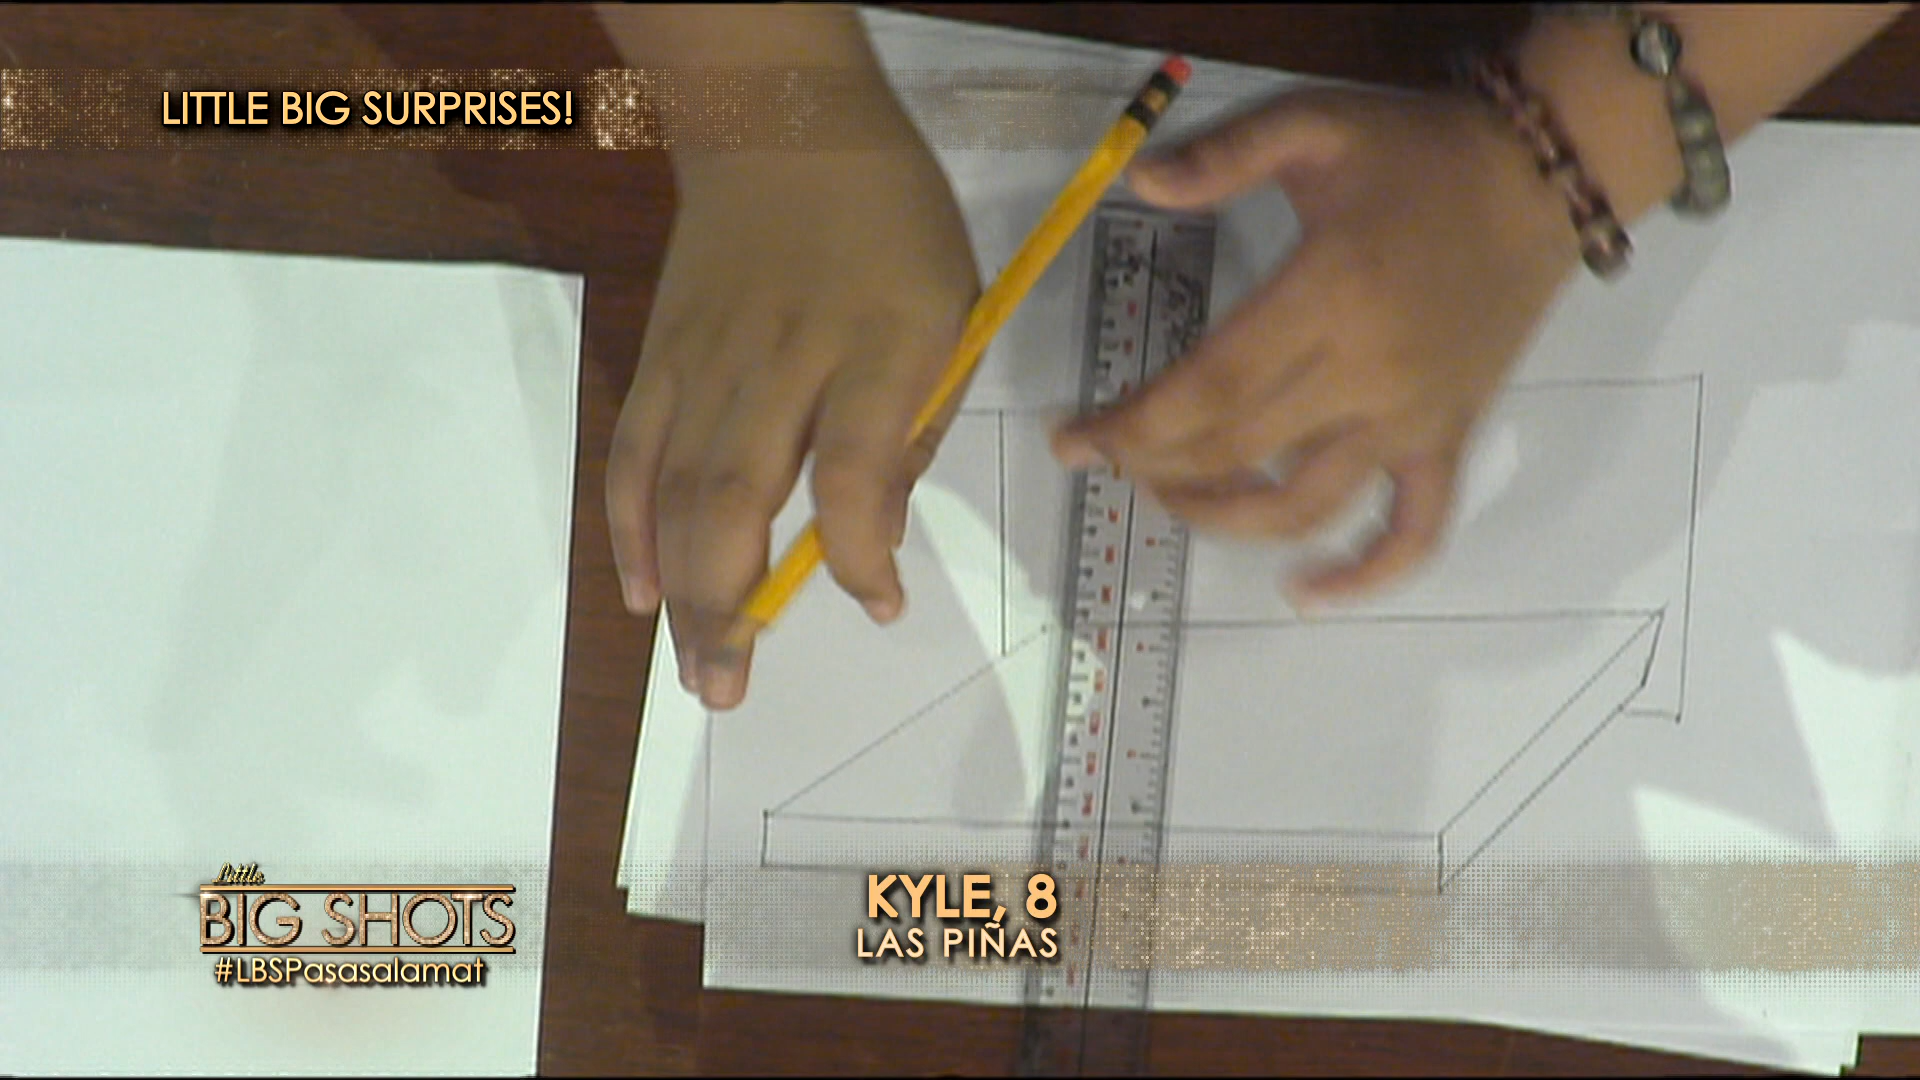 LITTLE BIG SURPRISES!
Little
BIG SHOTS
#LBSPasasalamat
KYLE, 8
LAS PIÑAS